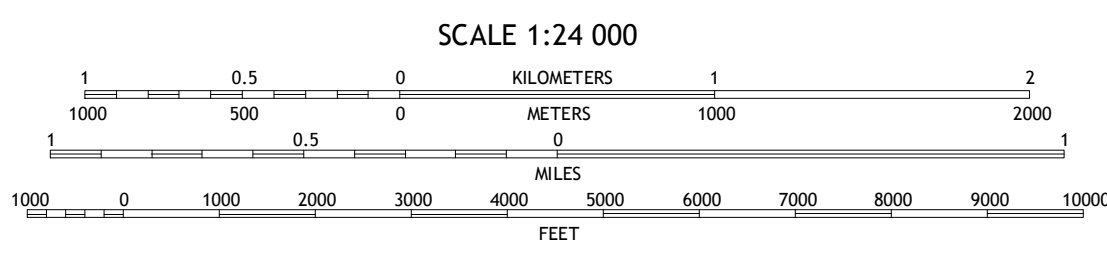 SCALE 1:24 000
1 0.5 0 KILOMETERS 1 2
1000 500 0 METERS 1000 2000
1 0.5 0 1
MILES
1000 0 1000 2000 3000 4000 5000 6000 7000 8000 9000 10000
FEET